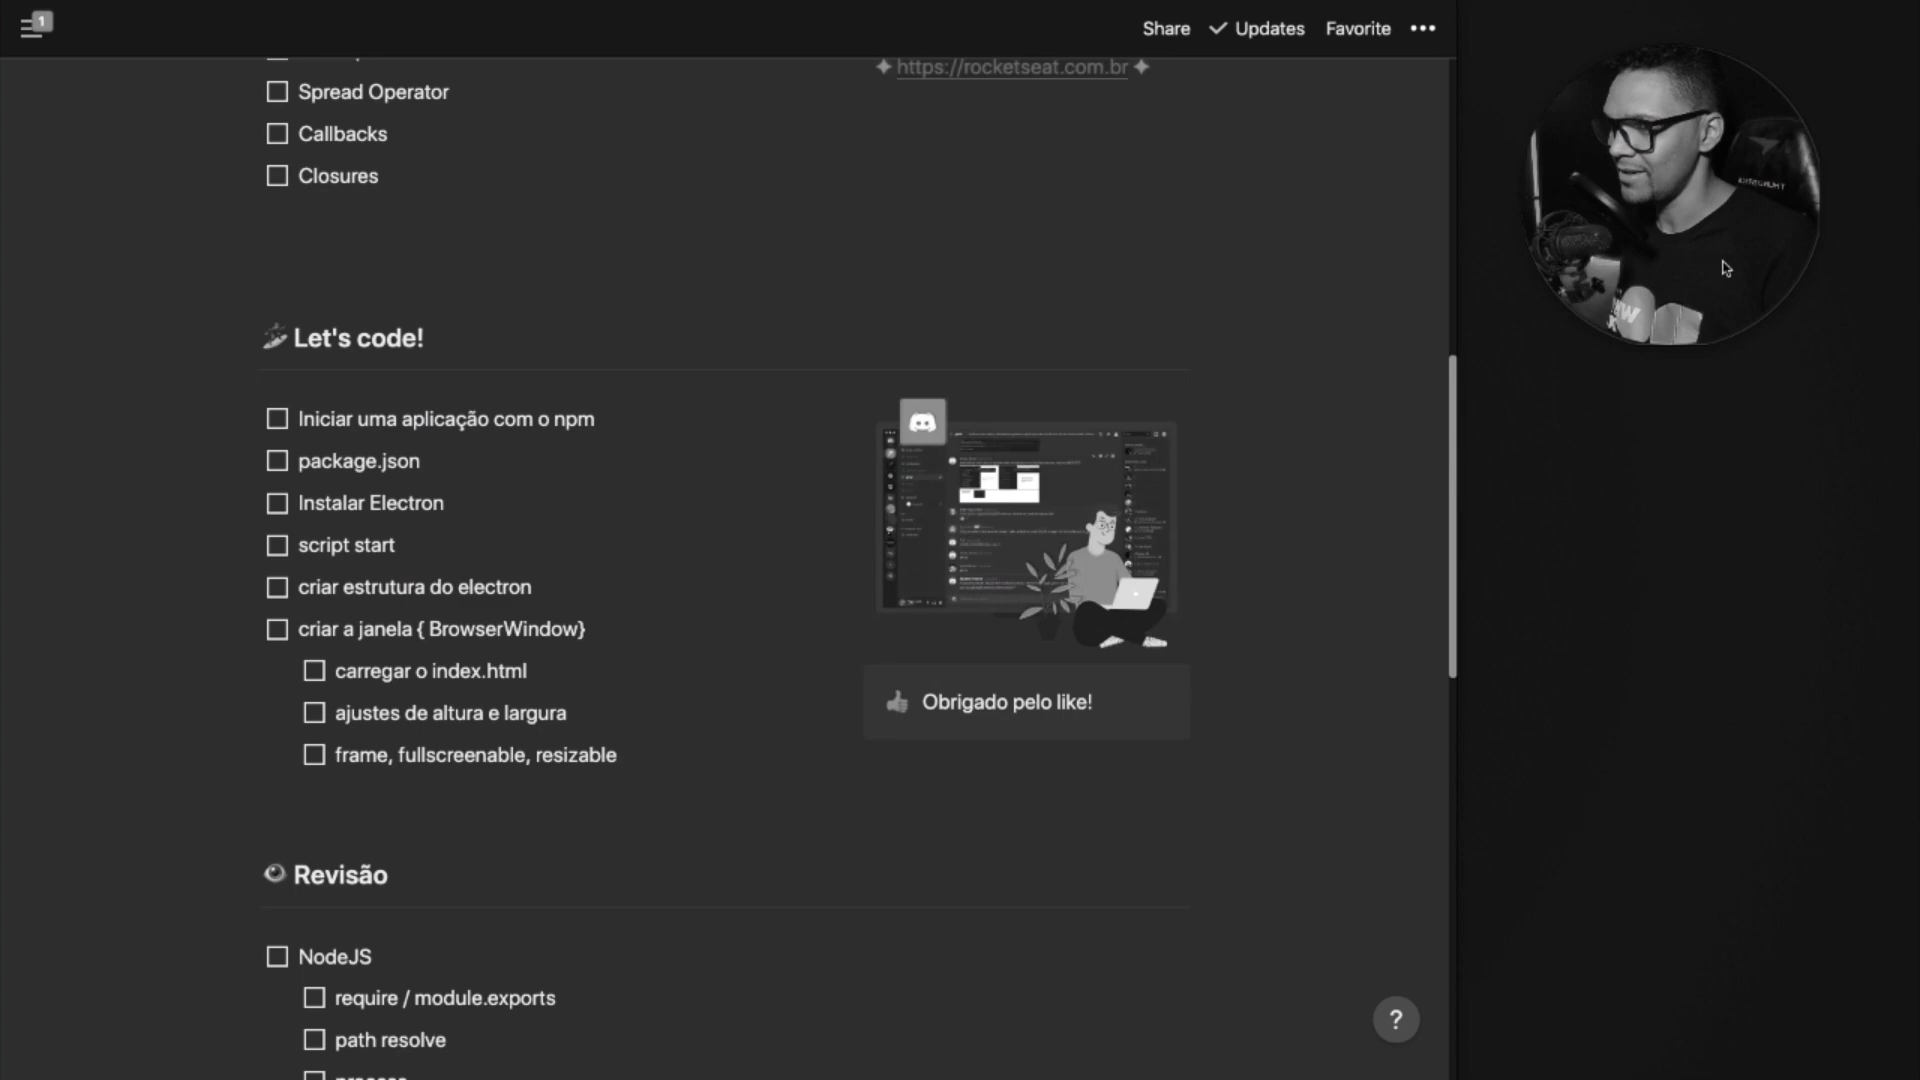 1
Share
Updates
Favorite
https://rocketseat.com.br
Spread Operator
Callbacks
Closures
Let's code!
Iniciar uma aplicação com o npm
package.json
Instalar Electron
script start
criar estrutura do electron
criar a janela { BrowserWindow}
carregar o index.html
ajustes de altura e largura
frame, fullscreenable, resizable
Obrigado pelo like!
Revisão
NodeJS
require / module.exports
path resolve
?